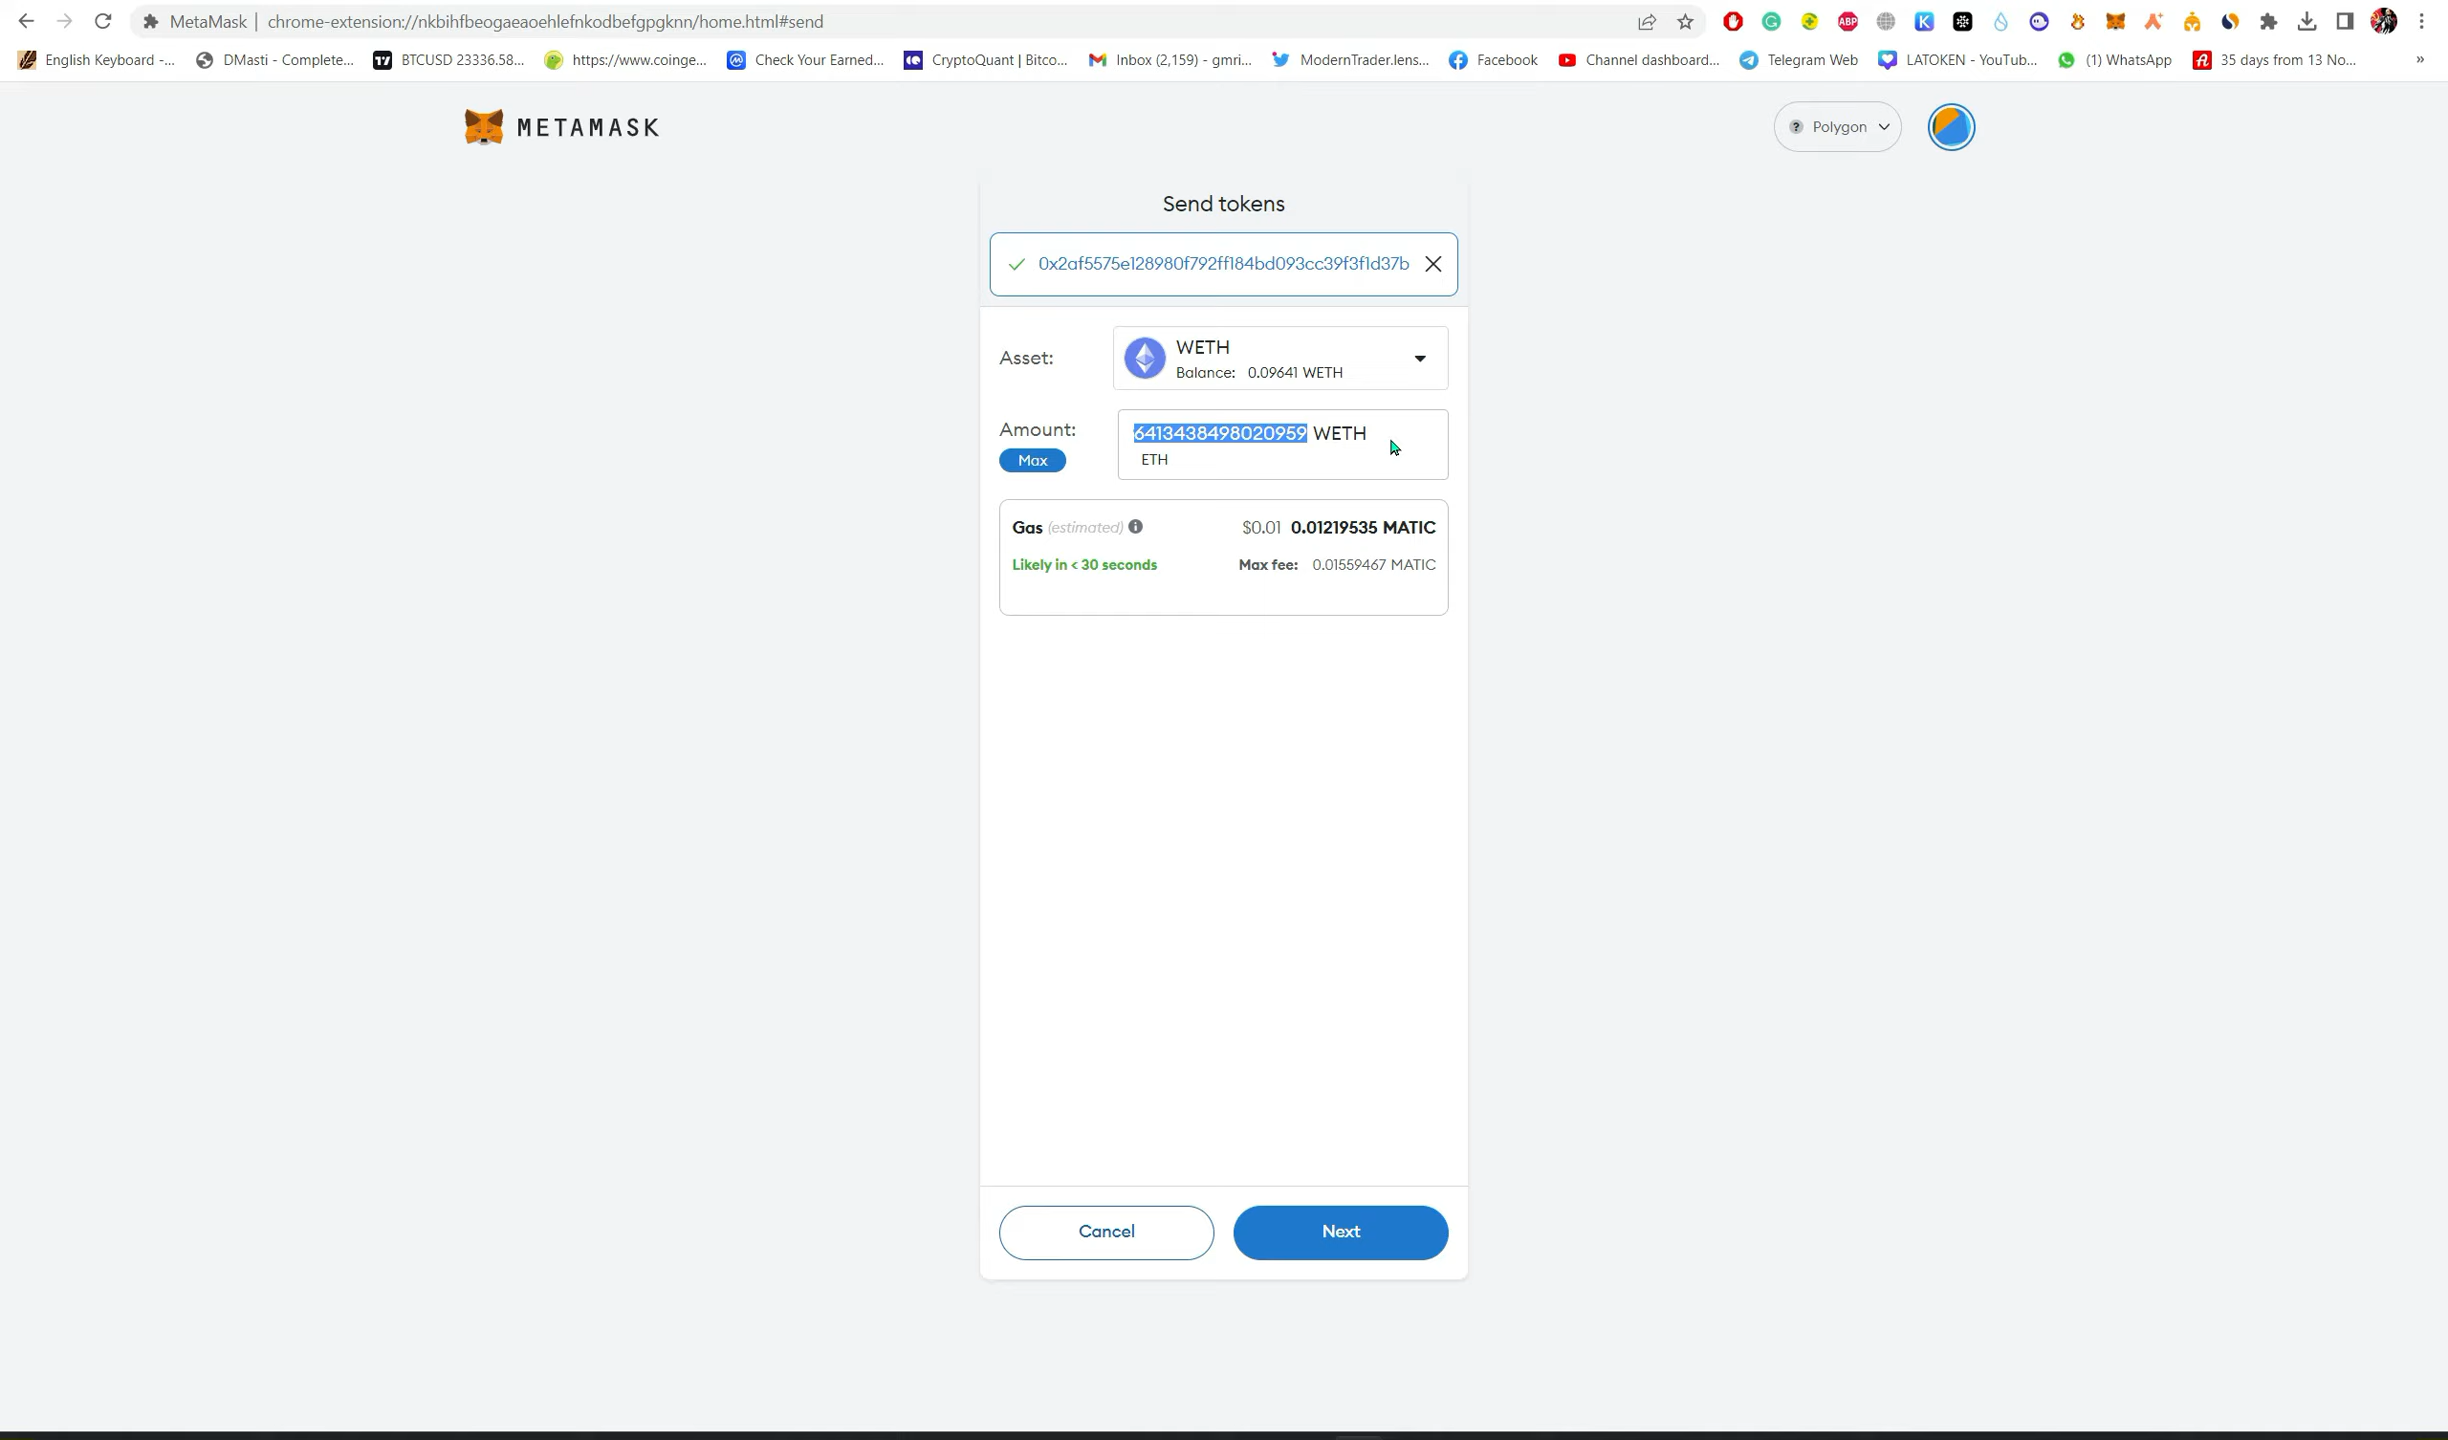 MetaMask | chrome-extension://nkbihfbeogaeaoehlefnkodbefgpgknn/home.html#send
English Keyboard -... DMasti - Complete... BTCUSD 23336.58... https://www.coinge... Check Your Earned... CryptoQuant | Bitco... Inbox (2,159) - gmri... ModernTrader.lens... Facebook Channel dashboard... Telegram Web LATOKEN - YouTub... (1) WhatsApp 35 days from 13 No... »
METAMASK
? Polygon
Send tokens
0x2af5575e128980f792ff184bd093cc39f3f1d37b
Asset:
WETH
Balance: 0.09641 WETH
Amount:
Max
6413438498020959 WETH
ETH
Gas (estimated) $0.01 0.01219535 MATIC
Likely in < 30 seconds Max fee: 0.01559467 MATIC
Cancel Next